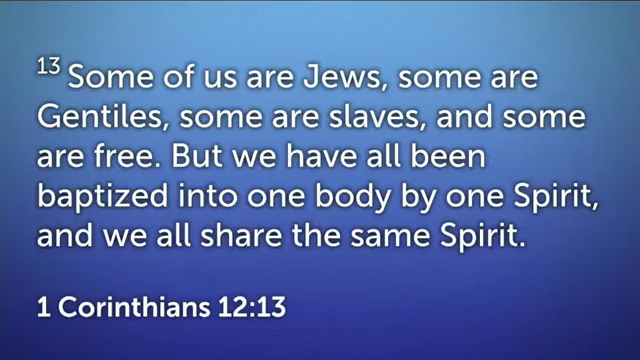 13 Some of us are Jews, some are
Gentiles, some are slaves, and some
are free. But we have all been
baptized into one body by one Spirit,
and we all share the same Spirit.
1 Corinthians 12:13